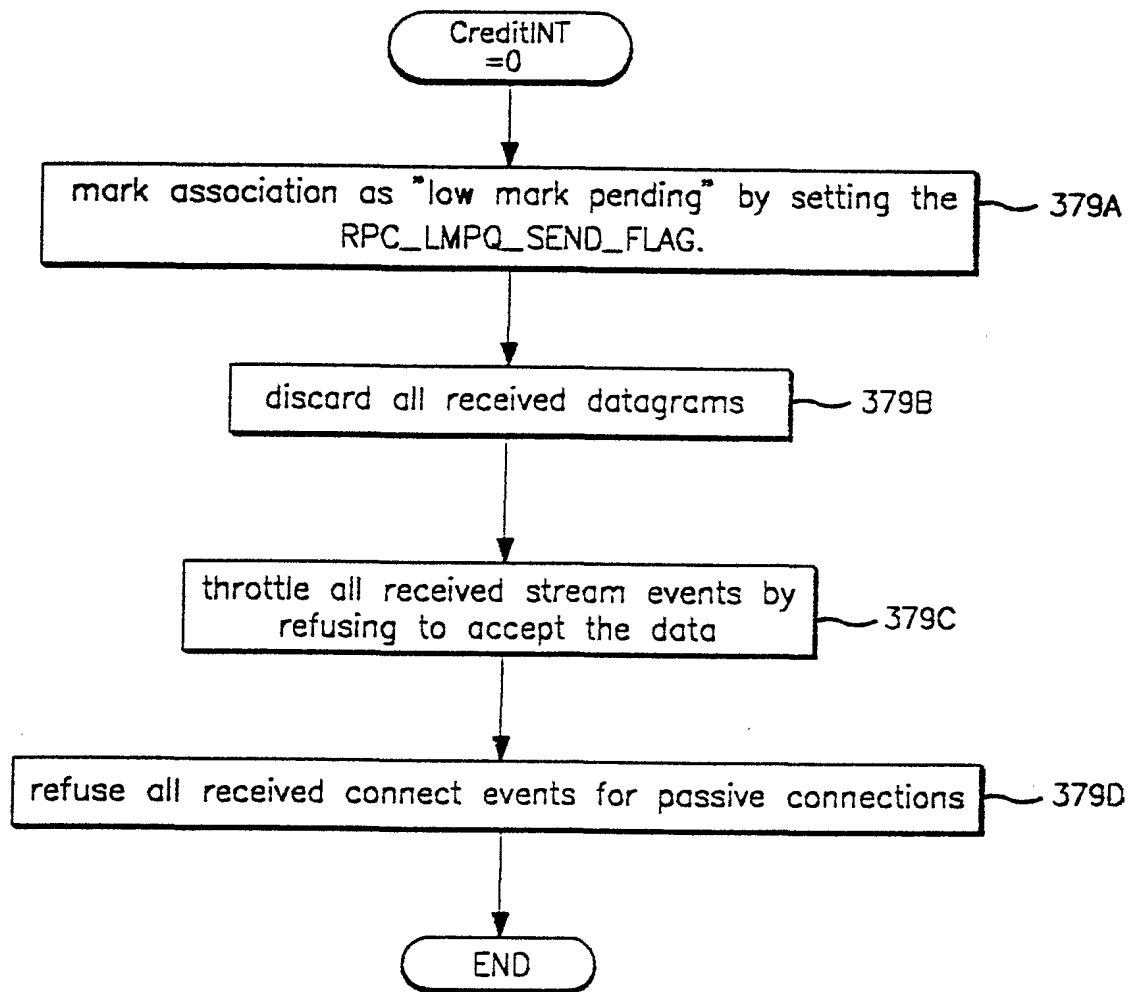 CreditINT
=0
mark association as "low mark pending" by setting the
RPC_LMPQ_SEND_FLAG.
379A
discard all received datagrams
379B
throttle all received stream events by
refusing to accept the data
379C
refuse all received connect events for passive connections
379D
END